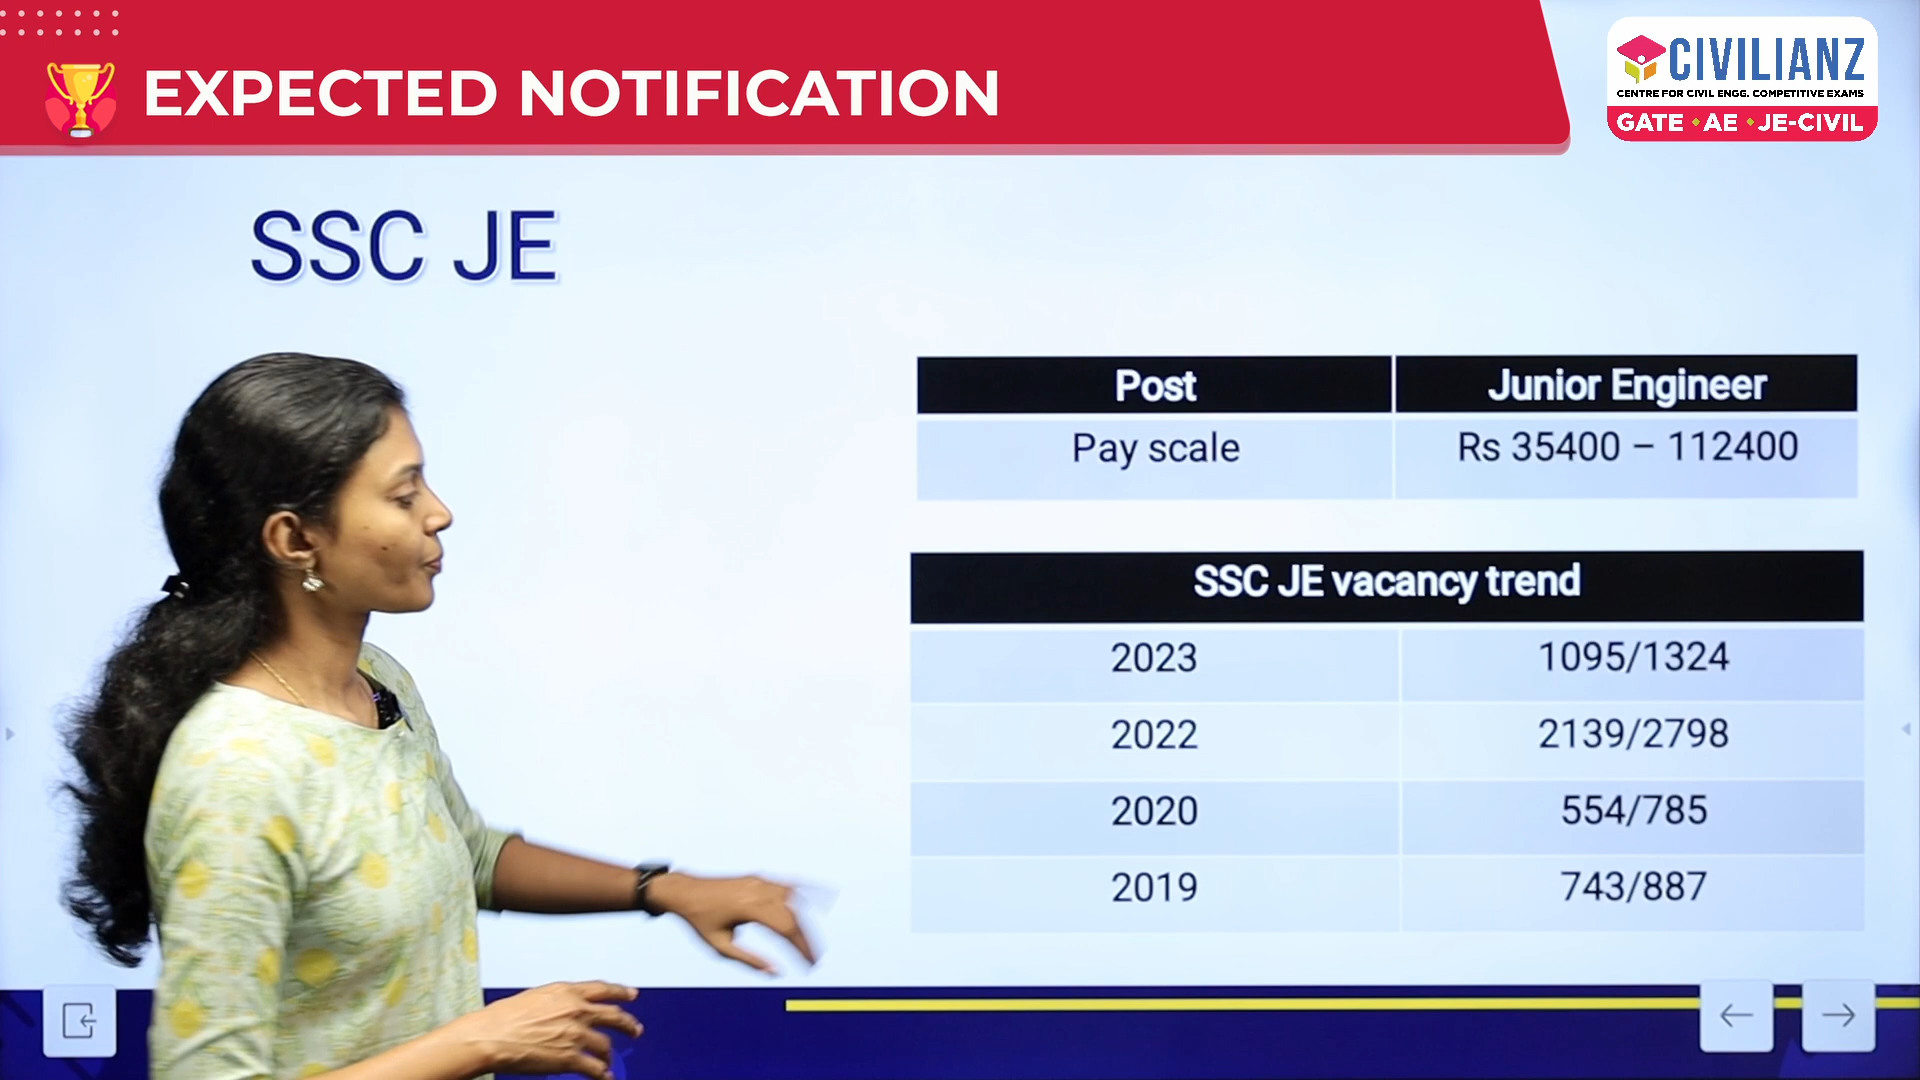 EXPECTED NOTIFICATION
CIVILIANZ
CENTRE FOR CIVIL ENGG. COMPETITIVE EXAMS
GATE • AE • JE-CIVIL
SSC JE
Post Junior Engineer
Pay scale Rs 35400 – 112400
SSC JE vacancy trend
2023 1095/1324
2022 2139/2798
2020 554/785
2019 743/887